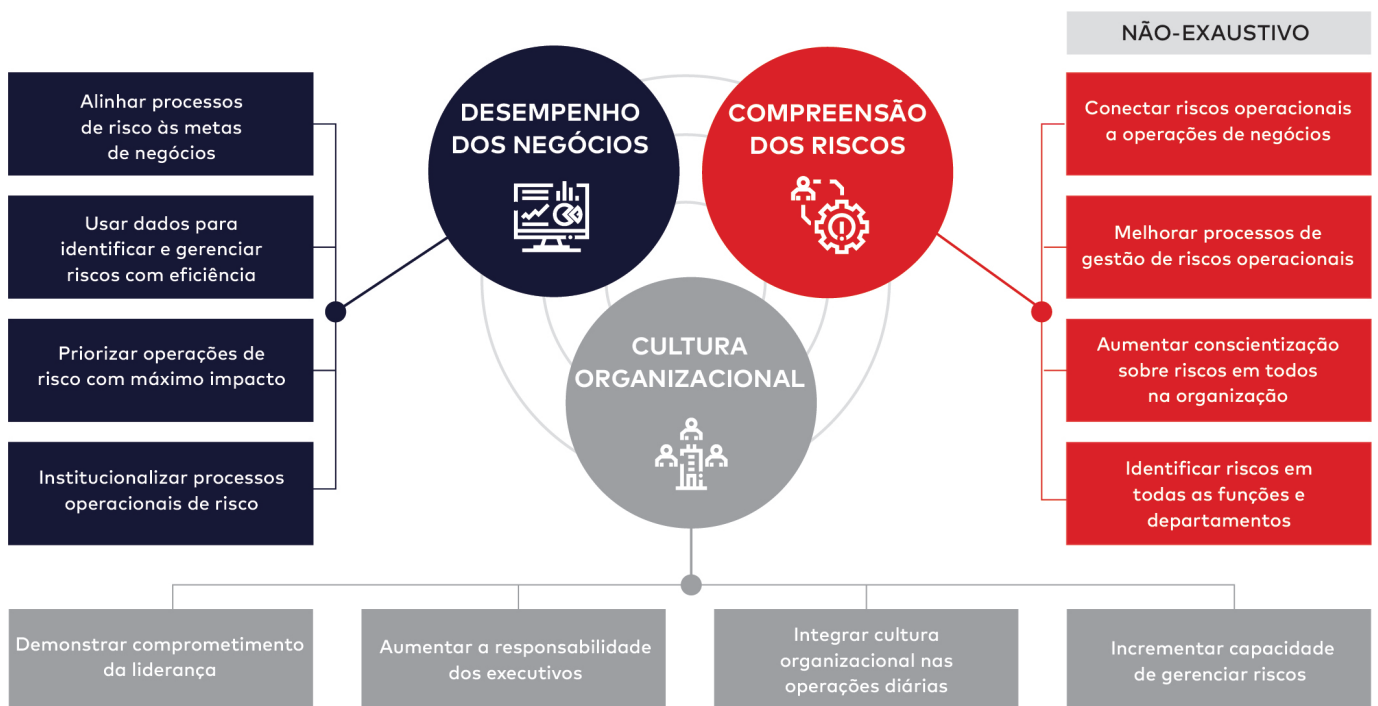 NÃO-EXAUSTIVO
DESEMPENHO
DOS NEGÓCIOS
COMPREENSÃO
DOS RISCOS
CULTURA
ORGANIZACIONAL
Alinhar processos
de risco às metas
de negócios
Usar dados para
identificar e gerenciar
riscos com eficiência
Priorizar operações de
risco com máximo impacto
Institucionalizar processos
operacionais de risco
Conectar riscos operacionais
a operações de negócios
Melhorar processos de
gestão de riscos operacionais
Aumentar conscientização
sobre riscos em todos
na organização
Identificar riscos em
todas as funções e
departamentos
Demonstrar comprometimento
da liderança
Aumentar a responsabilidade
dos executivos
Integrar cultura
organizacional nas
operações diárias
Incrementar capacidade
de gerenciar riscos